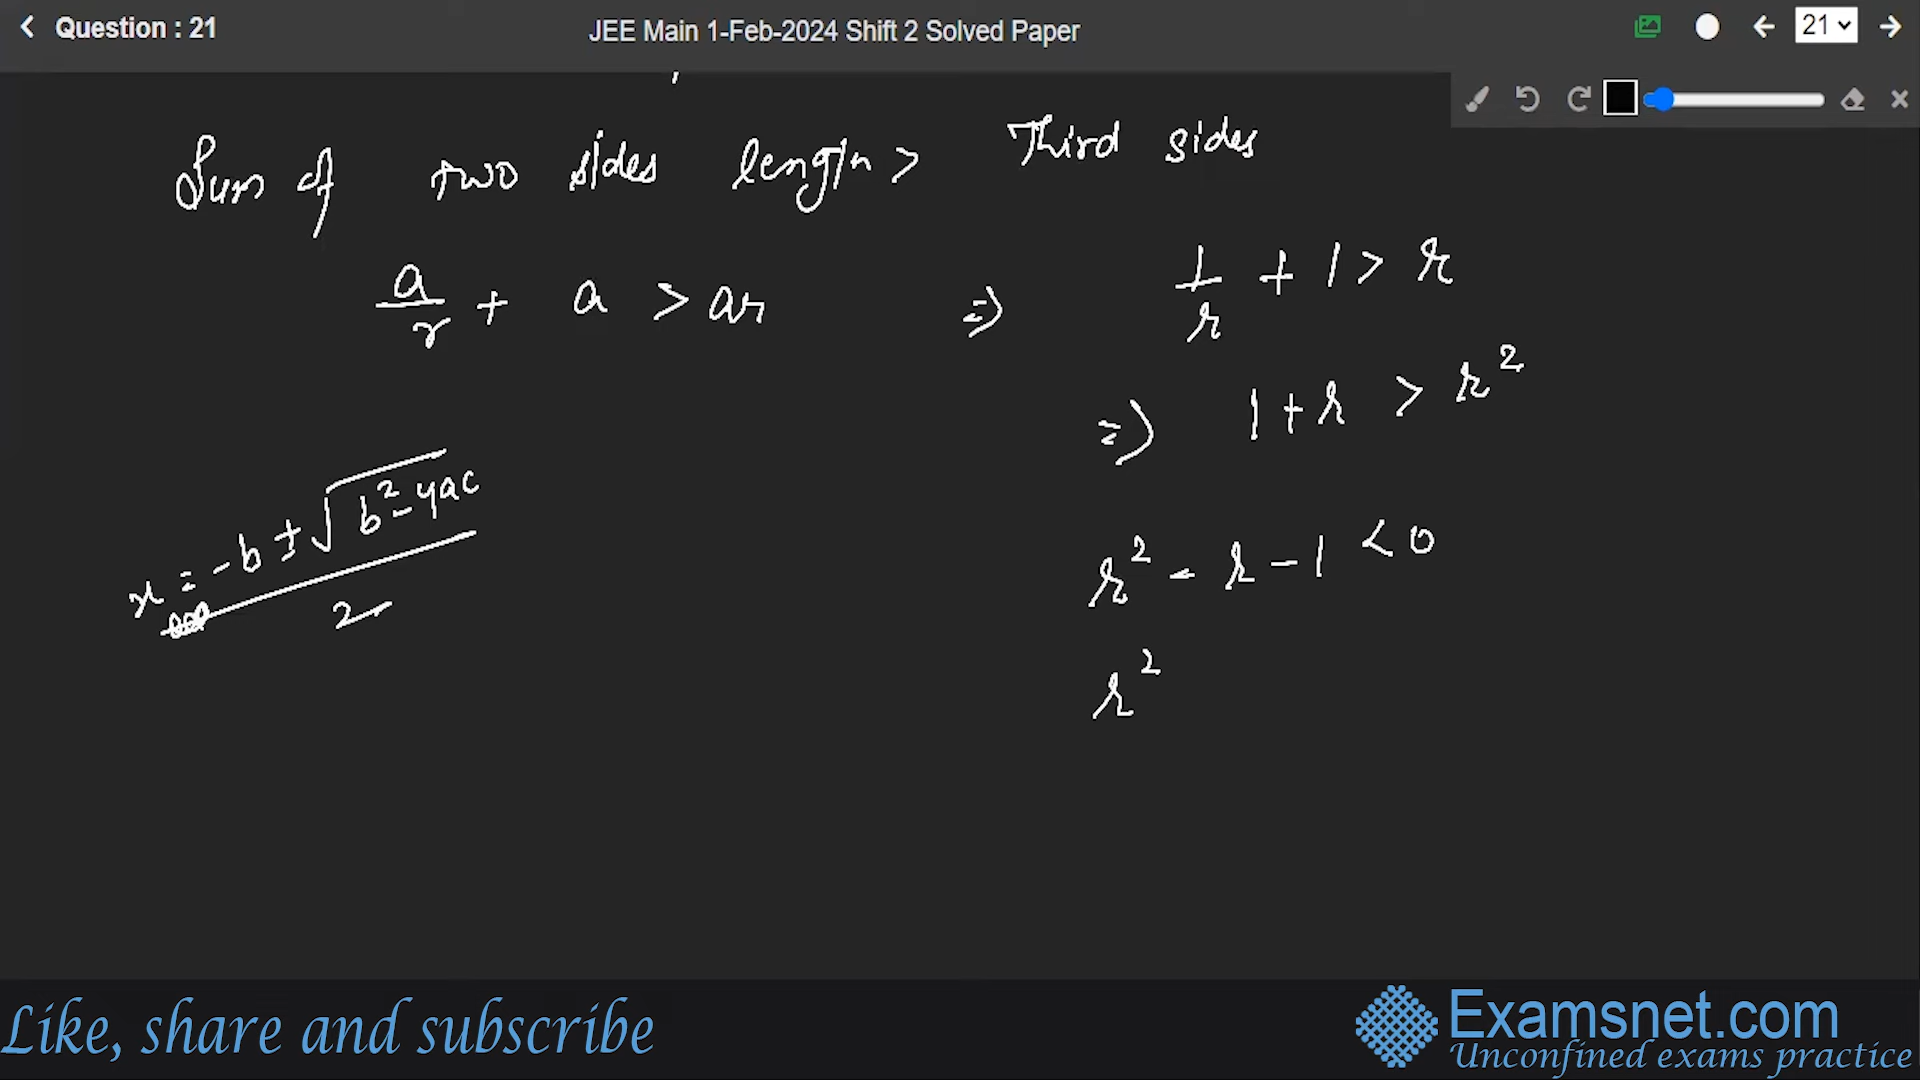 Question : 21
JEE Main 1-Feb-2024 Shift 2 Solved Paper
21
Sum of two sides length > Third sides
a/r + a > ar ⇒ 1/r + 1 > r
⇒ 1 + r > r²
x = -b ± √(b² - 4ac) / 2
r² - r - 1 < 0
r²
Like, share and subscribe
Examsnet.com
Unconfined exams practice